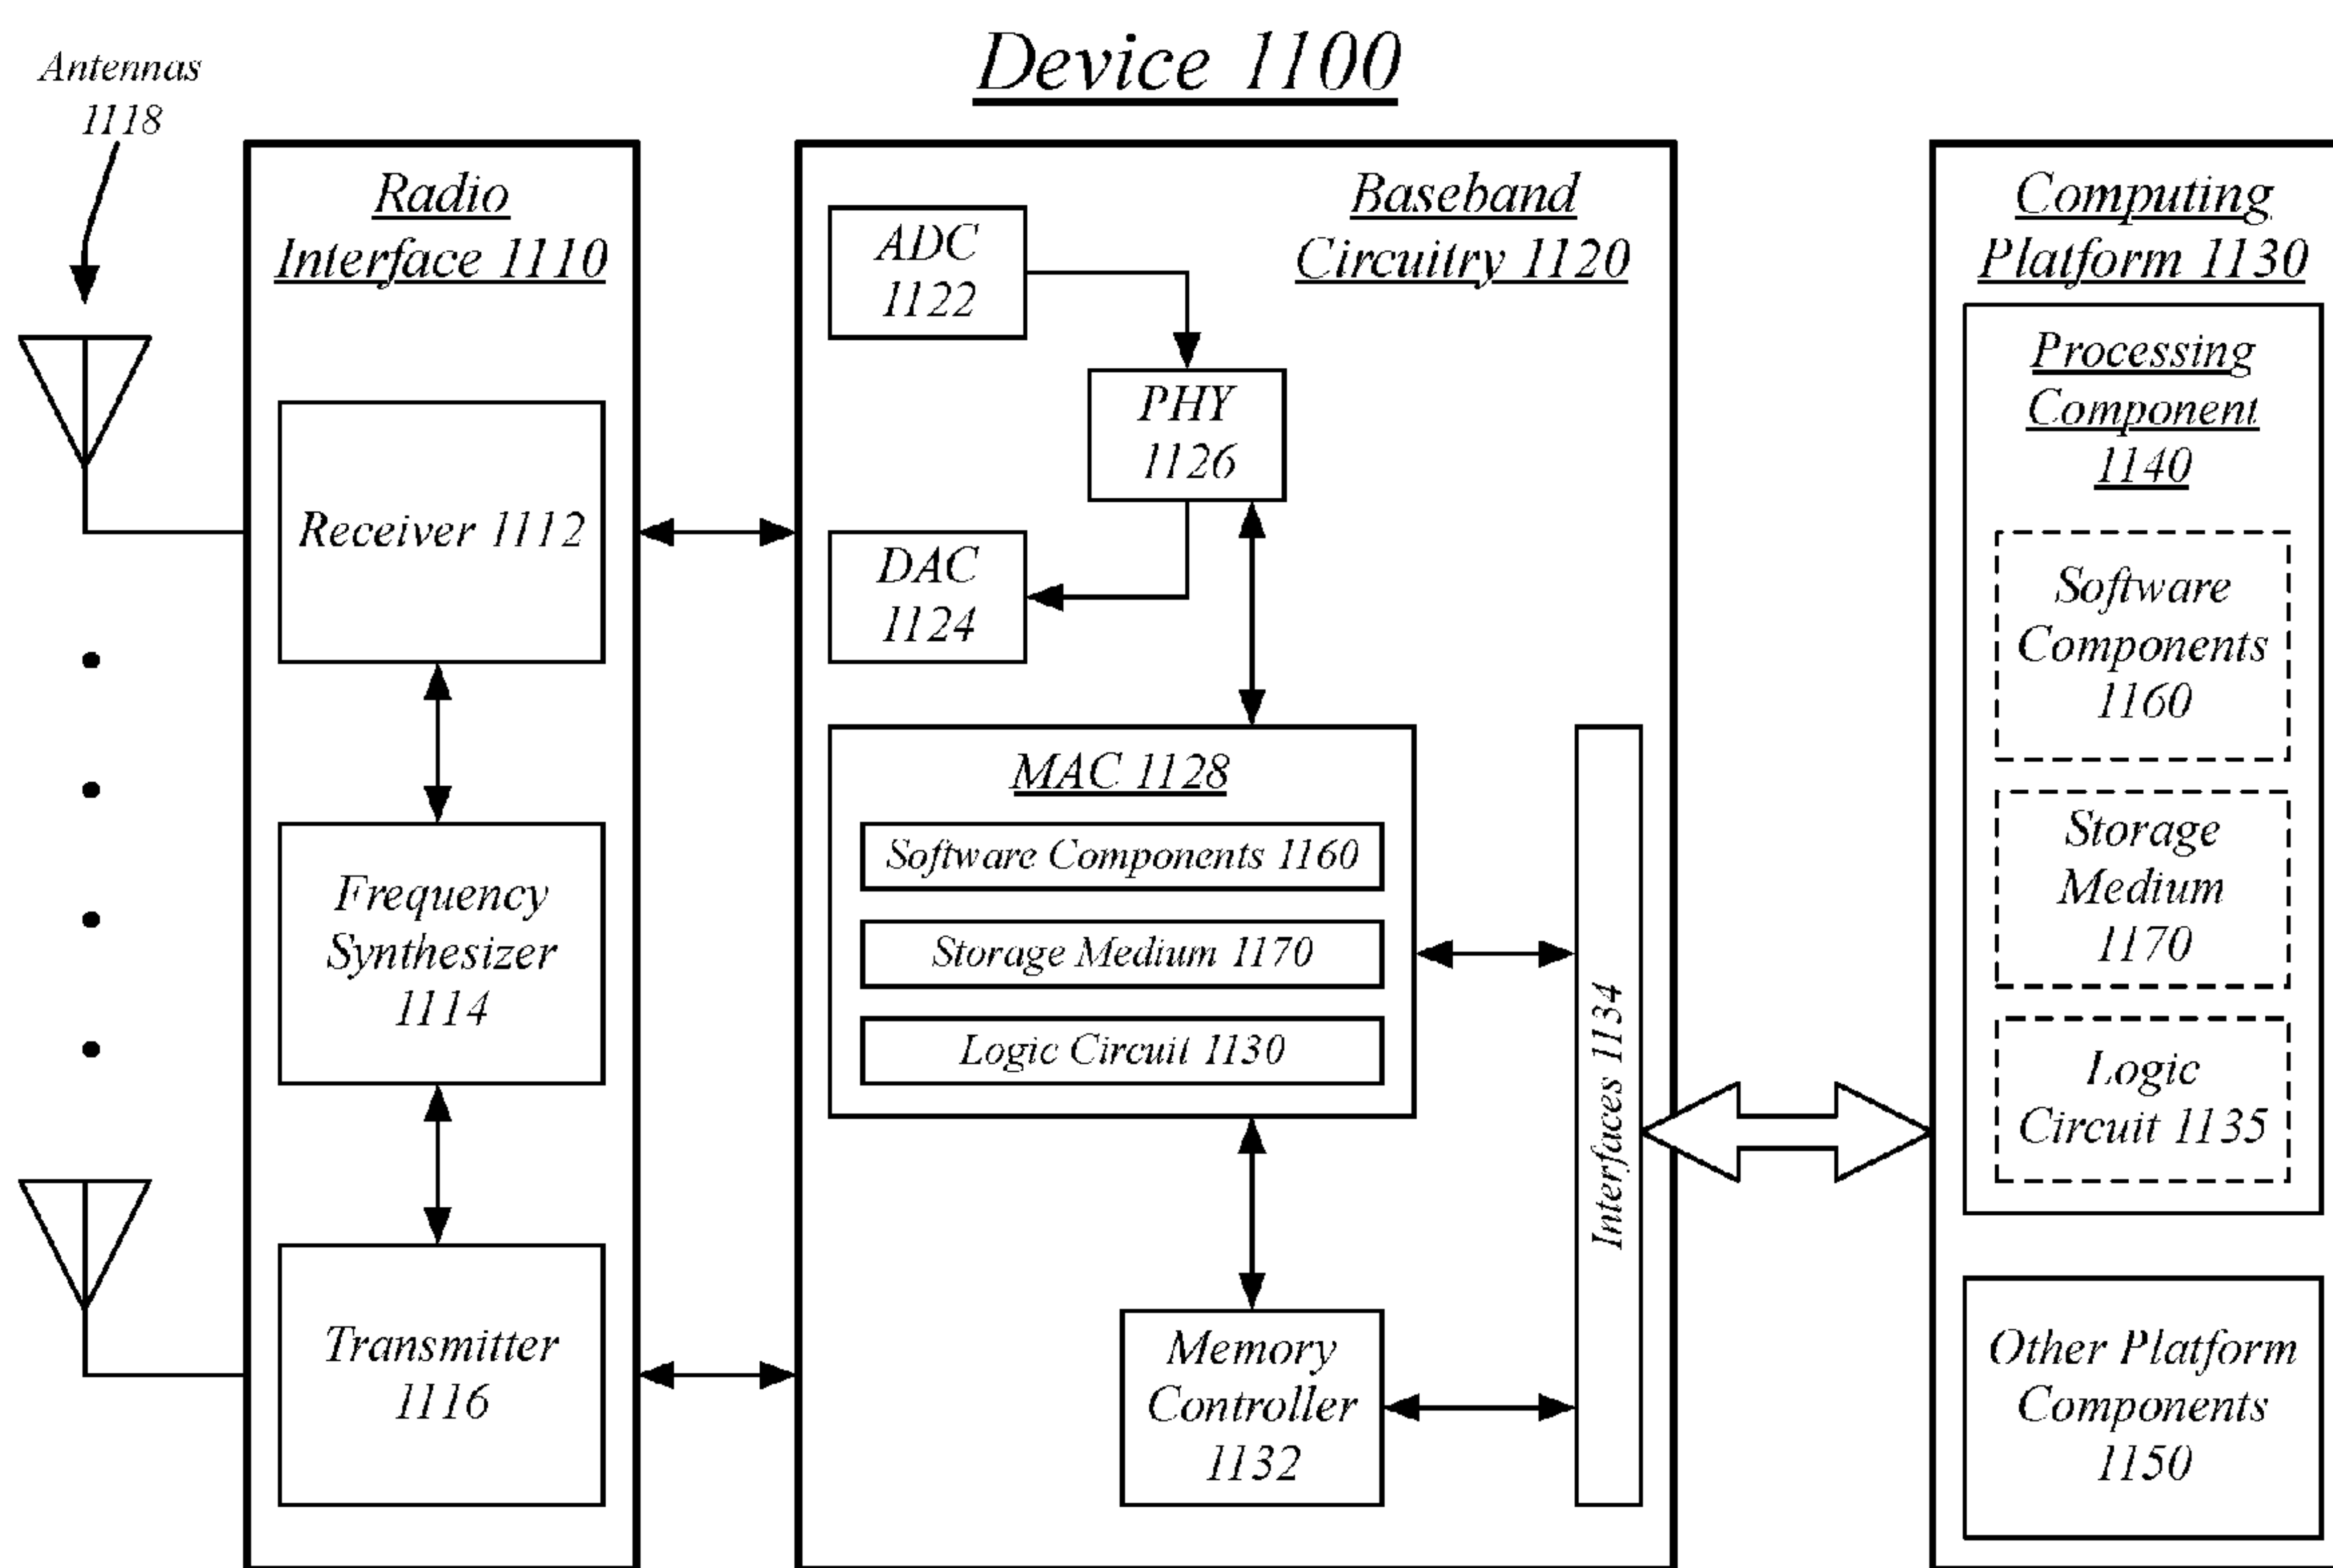 Device 1100
Antennas
1118
Radio
Interface 1110
Receiver 1112
Frequency
Synthesizer
1114
Transmitter
1116
Baseband
Circuitry 1120
ADC
1122
PHY
1126
DAC
1124
MAC 1128
Software Components 1160
Storage Medium 1170
Logic Circuit 1130
Memory
Controller
1132
Interfaces 1134
Computing
Platform 1130
Processing
Component
1140
Software
Components
1160
Storage
Medium
1170
Logic
Circuit 1135
Other Platform
Components
1150